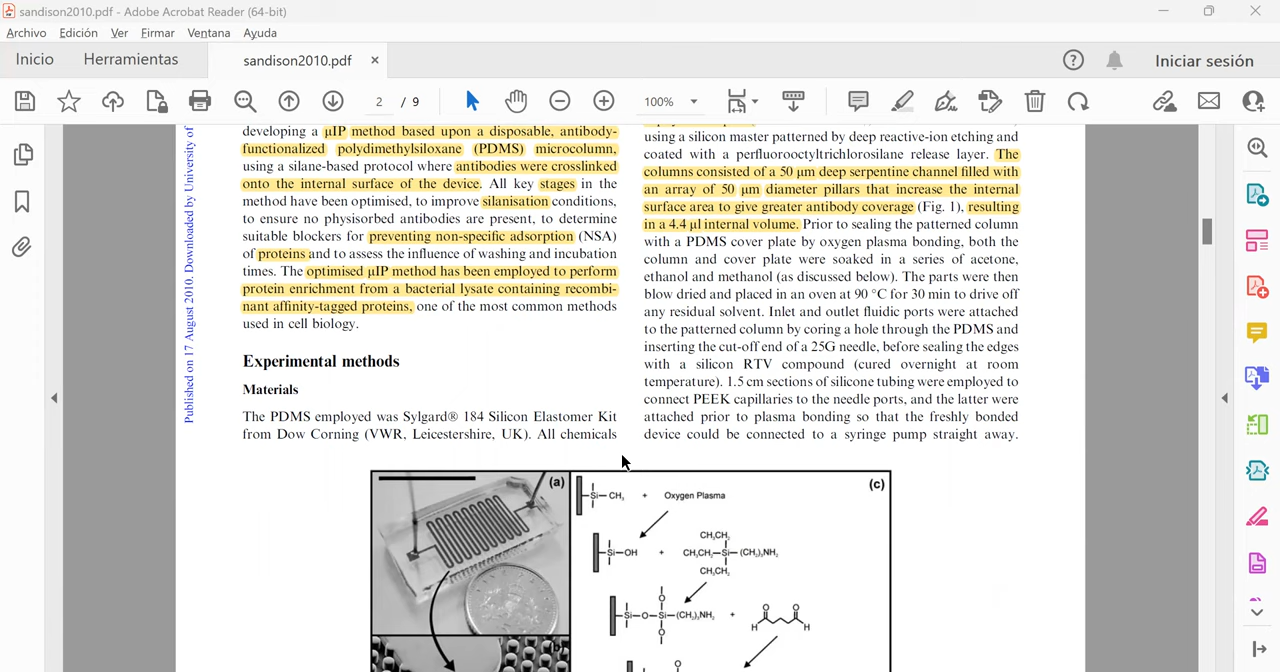 sandison2010.pdf - Adobe Acrobat Reader (64-bit)
Archivo Edición Ver Firmar Ventana Ayuda
Inicio Herramientas sandison2010.pdf × Iniciar sesión
2 / 9 100%
Published on 17 August 2010. Downloaded by University of
developing a µIP method based upon a disposable, antibody-
functionalized polydimethylsiloxane (PDMS) microcolumn,
using a silane-based protocol where antibodies were crosslinked
onto the internal surface of the device. All key stages in the
method have been optimised, to improve silanisation conditions,
to ensure no physisorbed antibodies are present, to determine
suitable blockers for preventing non-specific adsorption (NSA)
of proteins and to assess the influence of washing and incubation
times. The optimised µIP method has been employed to perform
protein enrichment from a bacterial lysate containing recombi-
nant affinity-tagged proteins, one of the most common methods
used in cell biology.
Experimental methods
Materials
The PDMS employed was Sylgard® 184 Silicon Elastomer Kit
from Dow Corning (VWR, Leicestershire, UK). All chemicals
using a silicon master patterned by deep reactive-ion etching and
coated with a perfluorooctyltrichlorosilane release layer. The
columns consisted of a 50 µm deep serpentine channel filled with
an array of 50 µm diameter pillars that increase the internal
surface area to give greater antibody coverage (Fig. 1), resulting
in a 4.4 µl internal volume. Prior to sealing the patterned column
with a PDMS cover plate by oxygen plasma bonding, both the
column and cover plate were soaked in a series of acetone,
ethanol and methanol (as discussed below). The parts were then
blow dried and placed in an oven at 90 °C for 30 min to drive off
any residual solvent. Inlet and outlet fluidic ports were attached
to the patterned column by coring a hole through the PDMS and
inserting the cut-off end of a 25G needle, before sealing the edges
with a silicon RTV compound (cured overnight at room
temperature). 1.5 cm sections of silicone tubing were employed to
connect PEEK capillaries to the needle ports, and the latter were
attached prior to plasma bonding so that the freshly bonded
device could be connected to a syringe pump straight away.
(a)
(c)
Si—CH₃ + Oxygen Plasma
Si—OH + CH₃CH₂—Si—(CH₂)₃NH₂
CH₃CH₂
CH₃CH₂
Si—O—Si—(CH₂)₃NH₂ +
O
O
O O
H H
O